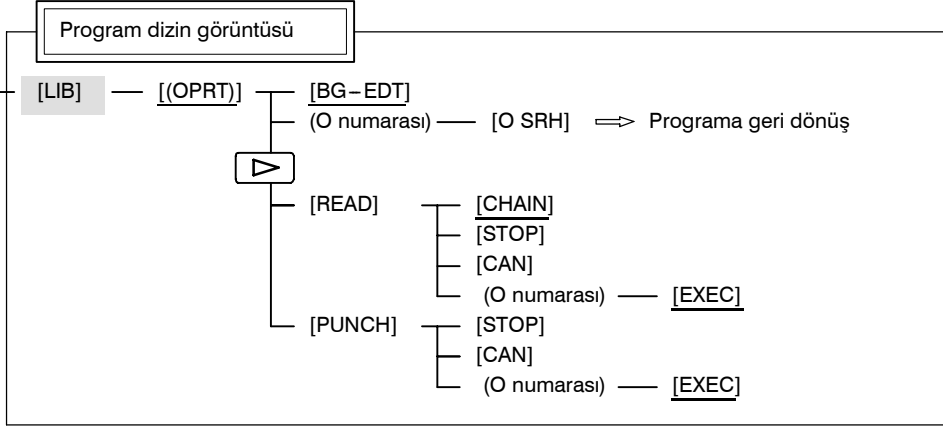 Program dizin görüntüsü
[LIB] [(OPRT)] [BG-EDT]
(O numarası) [O SRH] Programa geri dönüş
[READ] [CHAIN]
[STOP]
[CAN]
(O numarası) [EXEC]
[PUNCH] [STOP]
[CAN]
(O numarası) [EXEC]